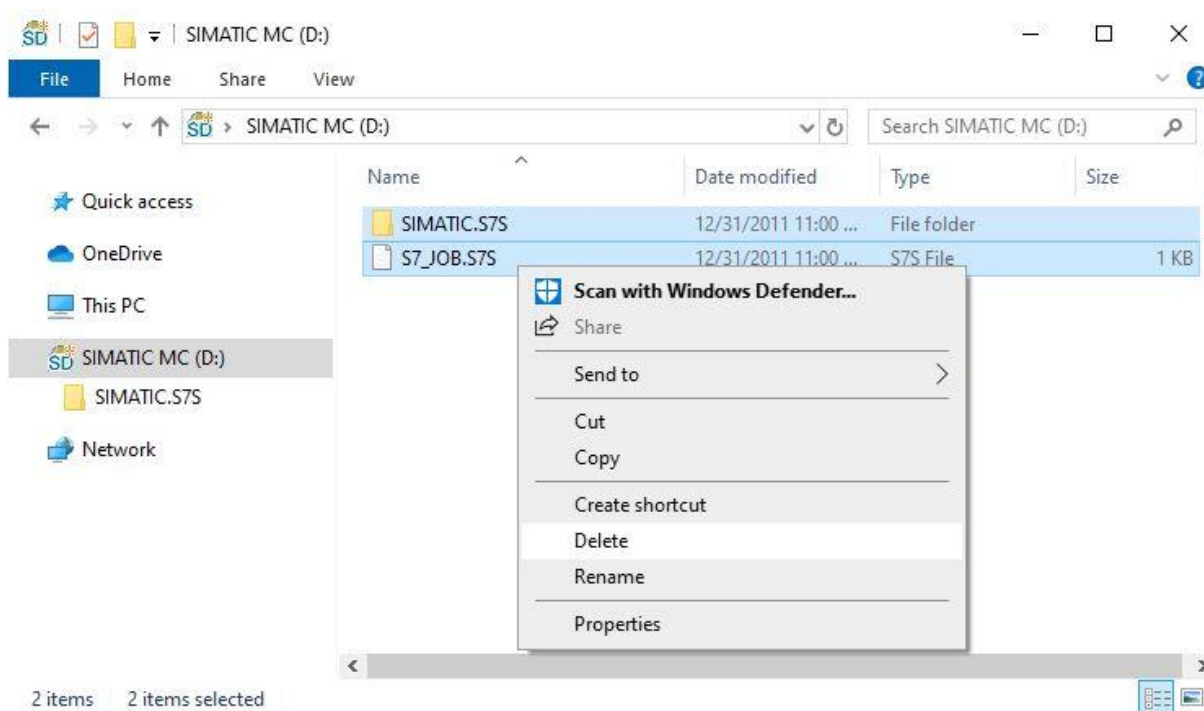 SD SIMATIC MC (D:)
File Home Share View ?
SD SIMATIC MC (D:) Search SIMATIC MC (D:)
Name Date modified Type Size
Quick access
OneDrive
This PC
SD SIMATIC MC (D:)
SIMATIC.S7S
Network
SIMATIC.S7S 12/31/2011 11:00 ... File folder
S7_JOB.S7S 12/31/2011 11:00 ... S7S File 1 KB
Scan with Windows Defender...
Share
Send to
Cut
Copy
Create shortcut
Delete
Rename
Properties
2 items 2 items selected